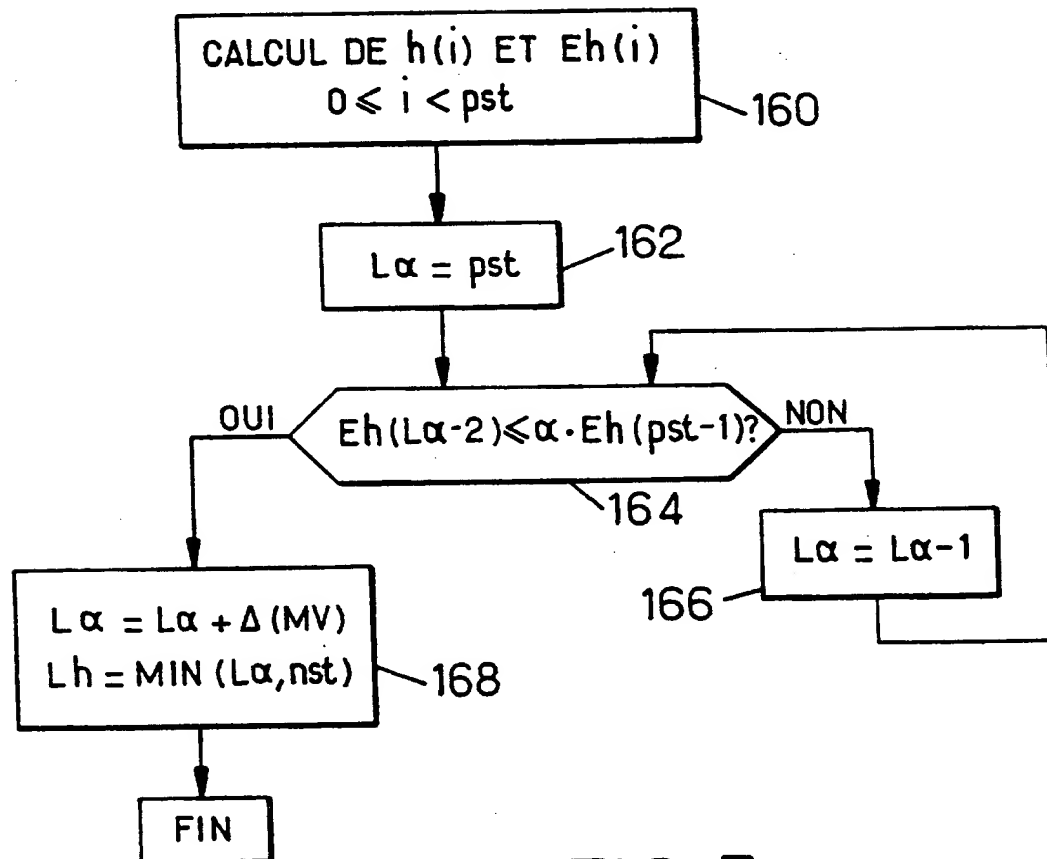 CALCUL DE h(i) ET Eh(i)
0 ⩽ i < pst
160
Lα = pst
162
Eh(Lα-2)⩽α·Eh(pst-1)?
OUI
NON
164
Lα = Lα-1
166
Lα = Lα + Δ(MV)
Lh = MIN (Lα,nst)
168
FIN